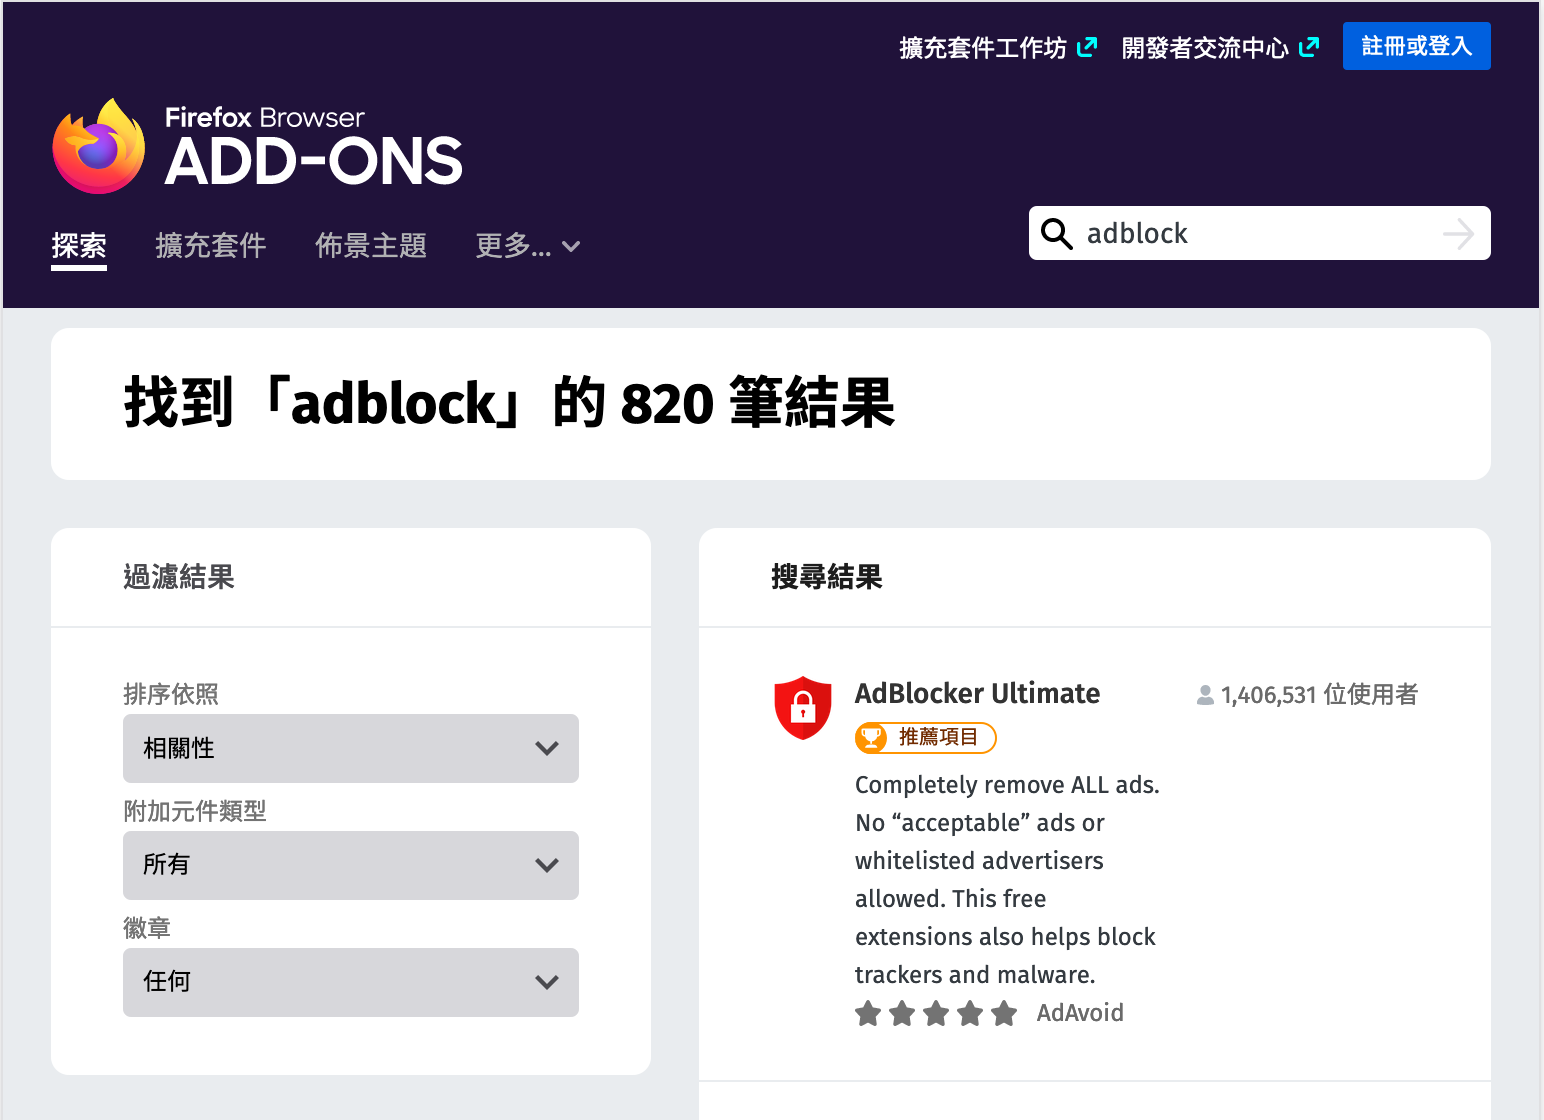 擴充套件工作坊 開發者交流中心 註冊或登入
Firefox Browser
ADD-ONS
探索 擴充套件 佈景主題 更多...
adblock
找到「adblock」的 820 筆結果
過濾結果
排序依照
相關性
附加元件類型
所有
徽章
任何
搜尋結果
AdBlocker Ultimate
1,406,531 位使用者
推薦項目
Completely remove ALL ads.
No “acceptable” ads or
whitelisted advertisers
allowed. This free
extensions also helps block
trackers and malware.
AdAvoid